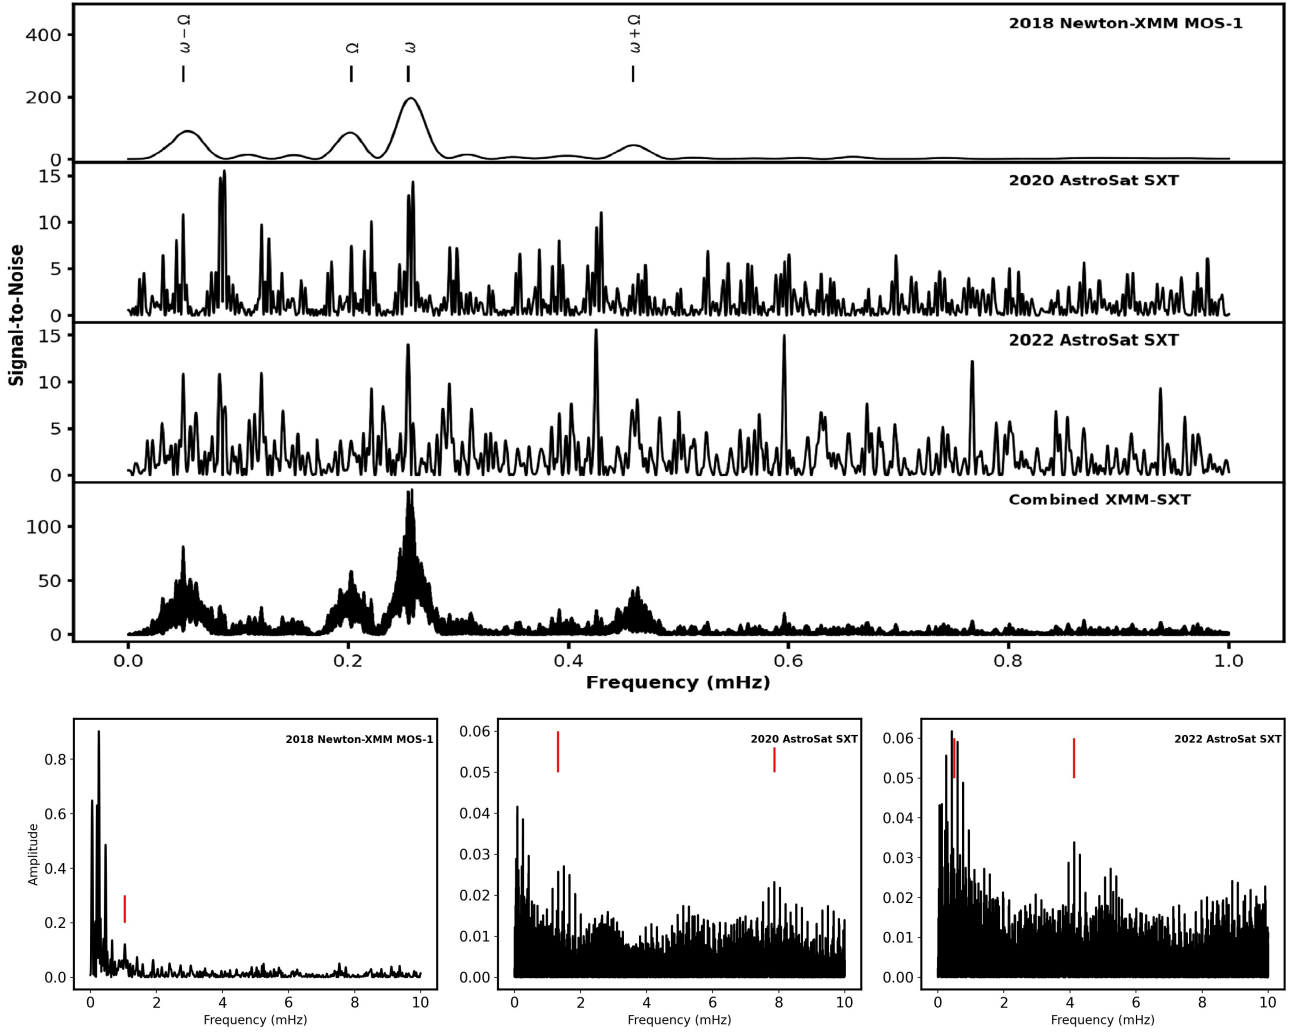 2018 Newton-XMM MOS-1
ω − Ω
Ω
ω
ω + Ω
400
200
0
2020 AstroSat SXT
15
10
5
0
2022 AstroSat SXT
15
10
5
0
Combined XMM-SXT
100
50
0
Signal-to-Noise
0.0 0.2 0.4 0.6 0.8 1.0
Frequency (mHz)
2018 Newton-XMM MOS-1
0.8
0.6
0.4
0.2
0.0
Amplitude
0 2 4 6 8 10
Frequency (mHz)
2020 AstroSat SXT
0.06
0.05
0.04
0.03
0.02
0.01
0.00
0 2 4 6 8 10
Frequency (mHz)
2022 AstroSat SXT
0.06
0.05
0.04
0.03
0.02
0.01
0.00
0 2 4 6 8 10
Frequency (mHz)